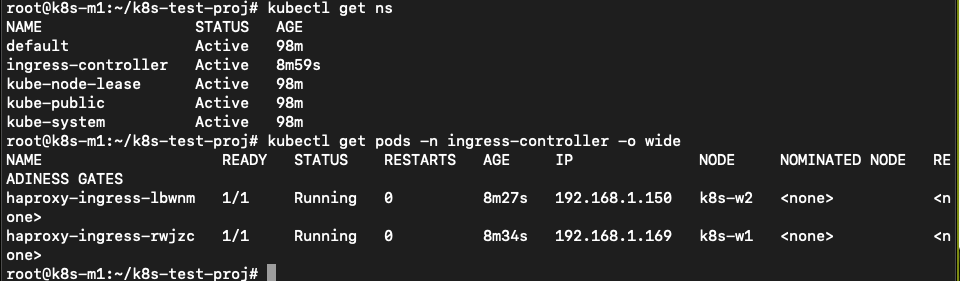 root@k8s-m1:~/k8s-test-proj# kubectl get ns
NAME                 STATUS   AGE
default              Active   98m
ingress-controller   Active   8m59s
kube-node-lease      Active   98m
kube-public          Active   98m
kube-system          Active   98m
root@k8s-m1:~/k8s-test-proj# kubectl get pods -n ingress-controller -o wide
NAME                    READY   STATUS    RESTARTS   AGE     IP              NODE     NOMINATED NODE   RE
ADINESS GATES
haproxy-ingress-lbwnm   1/1     Running   0          8m27s   192.168.1.150   k8s-w2   <none>           <n
one>
haproxy-ingress-rwjzc   1/1     Running   0          8m34s   192.168.1.169   k8s-w1   <none>           <n
one>
root@k8s-m1:~/k8s-test-proj#